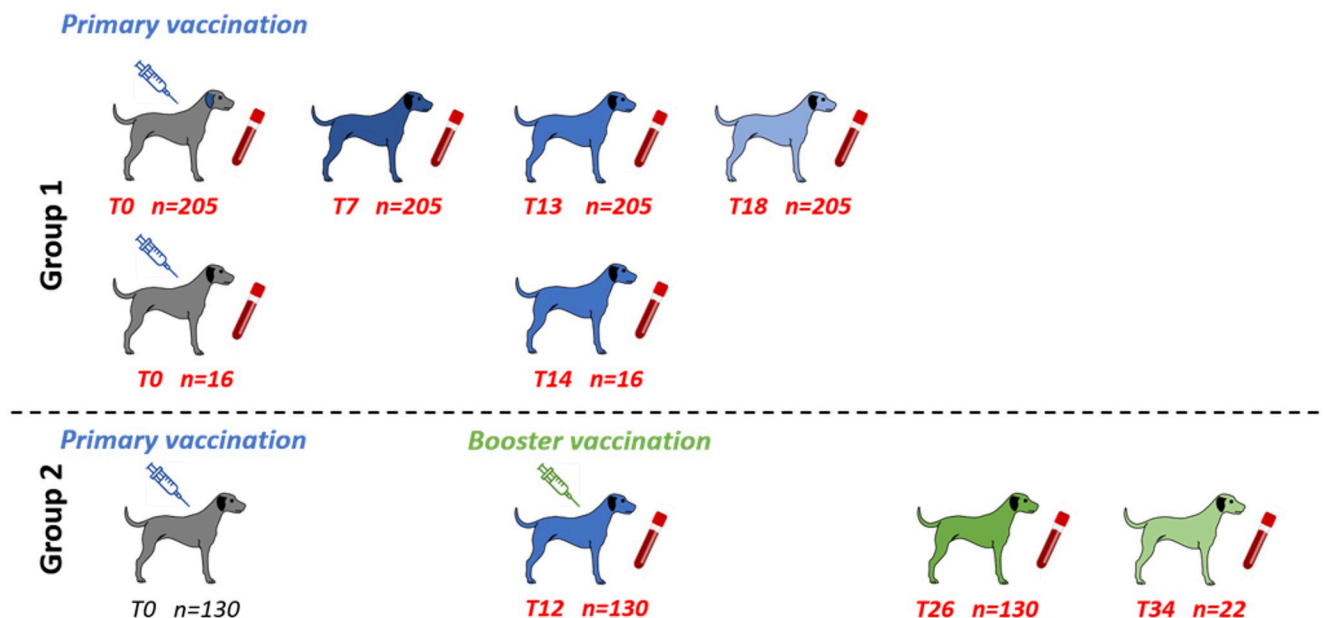 Primary vaccination
Group 1
T0 n=205 T7 n=205 T13 n=205 T18 n=205
T0 n=16 T14 n=16
Group 2
Primary vaccination Booster vaccination
T0 n=130 T12 n=130 T26 n=130 T34 n=22